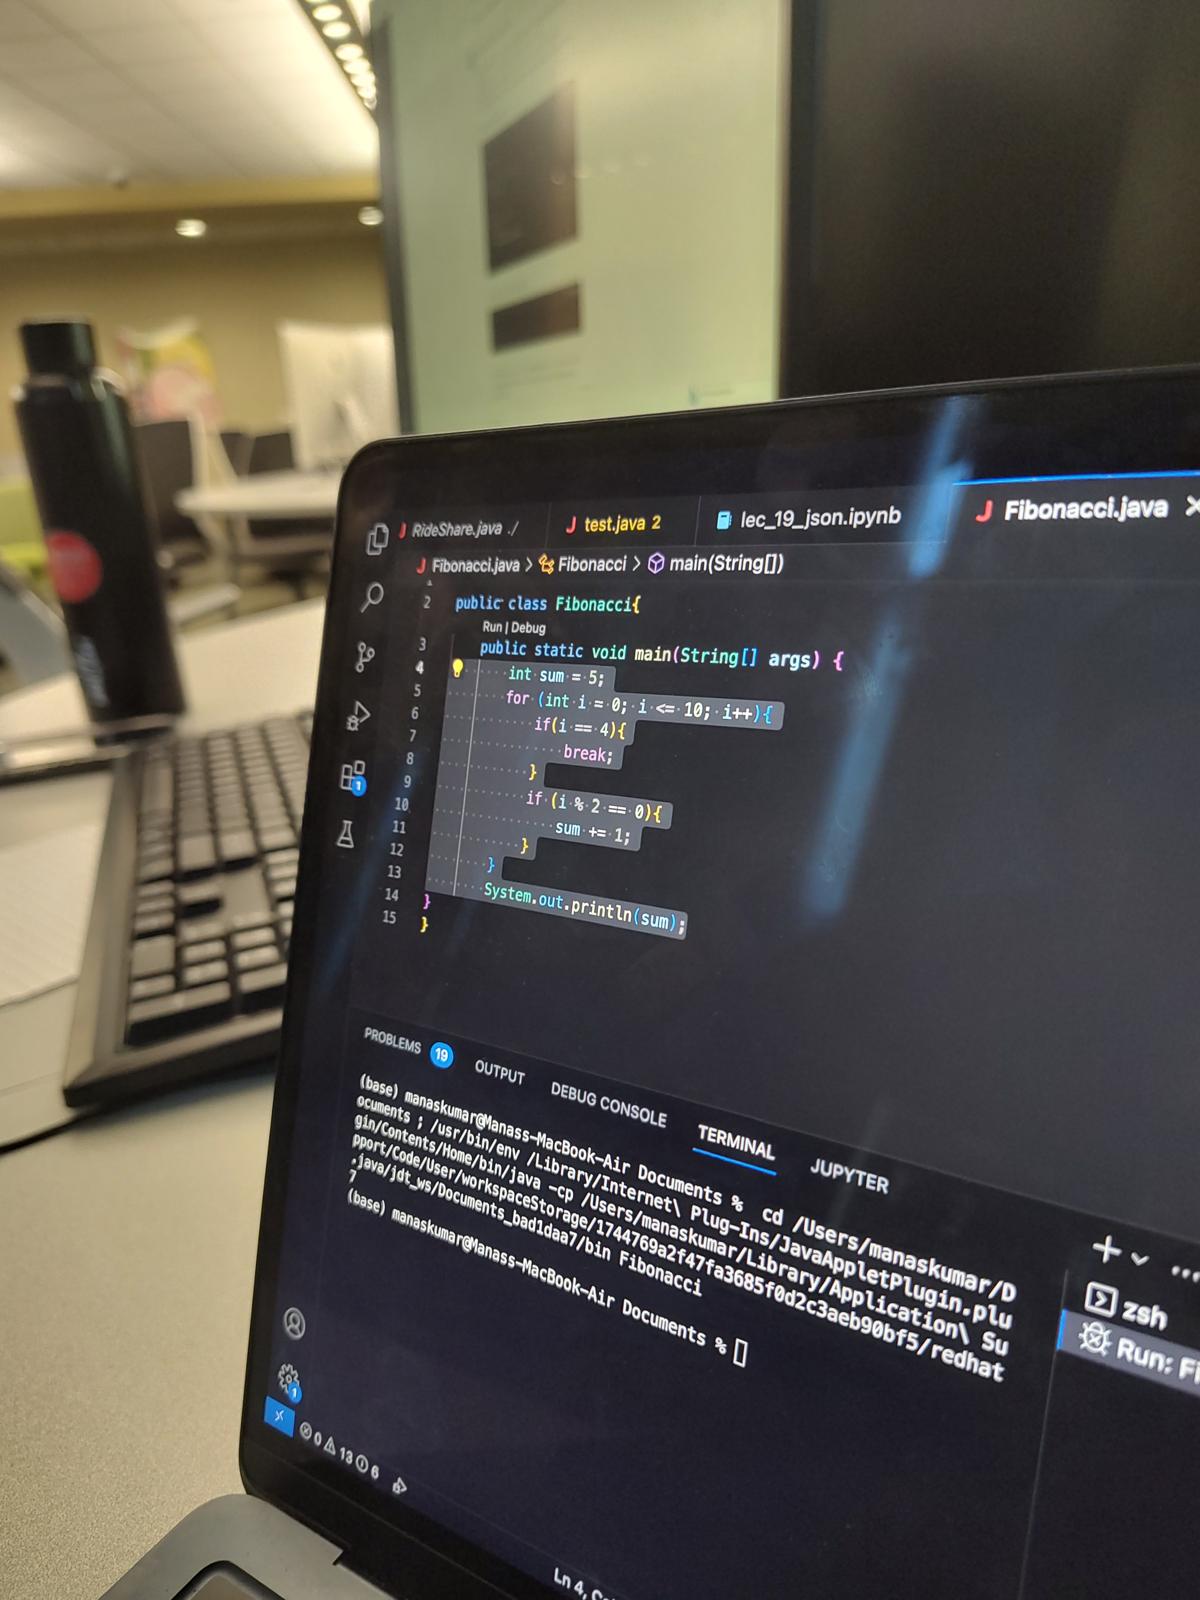 RideShare.java ./
test.java 2
lec_19_json.ipynb
Fibonacci.java
Fibonacci.java > Fibonacci > main(String[])
2 public class Fibonacci{
Run | Debug
3 public static void main(String[] args) {
4 int sum = 5;
5 for (int i = 0; i <= 10; i++){
6 if(i == 4){
7 break;
8 }
9 if (i % 2 == 0){
10 sum += 1;
11 }
12 }
13 System.out.println(sum);
14 }
15 }
1
PROBLEMS 19 OUTPUT DEBUG CONSOLE TERMINAL JUPYTER
(base) manaskumar@Manass-MacBook-Air Documents % cd /Users/manaskumar/D
ocuments ; /usr/bin/env /Library/Internet\ Plug-Ins/JavaAppletPlugin.plu
gin/Contents/Home/bin/java -cp /Users/manaskumar/Library/Application\ Su
pport/Code/User/workspaceStorage/1744769a2f47fa3685f0d2c3aeb90bf5/redhat
.java/jdt_ws/Documents_bad1daa7/bin Fibonacci
7
(base) manaskumar@Manass-MacBook-Air Documents %
zsh
Run: Fi
1
0 13 6
Ln 4,